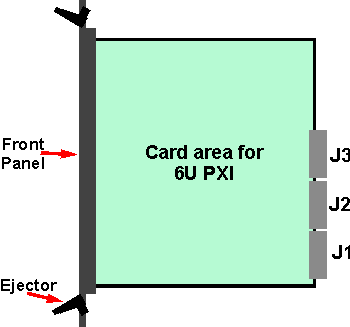 Card area for
6U PXI
Front
Panel
J3
J2
J1
Ejector